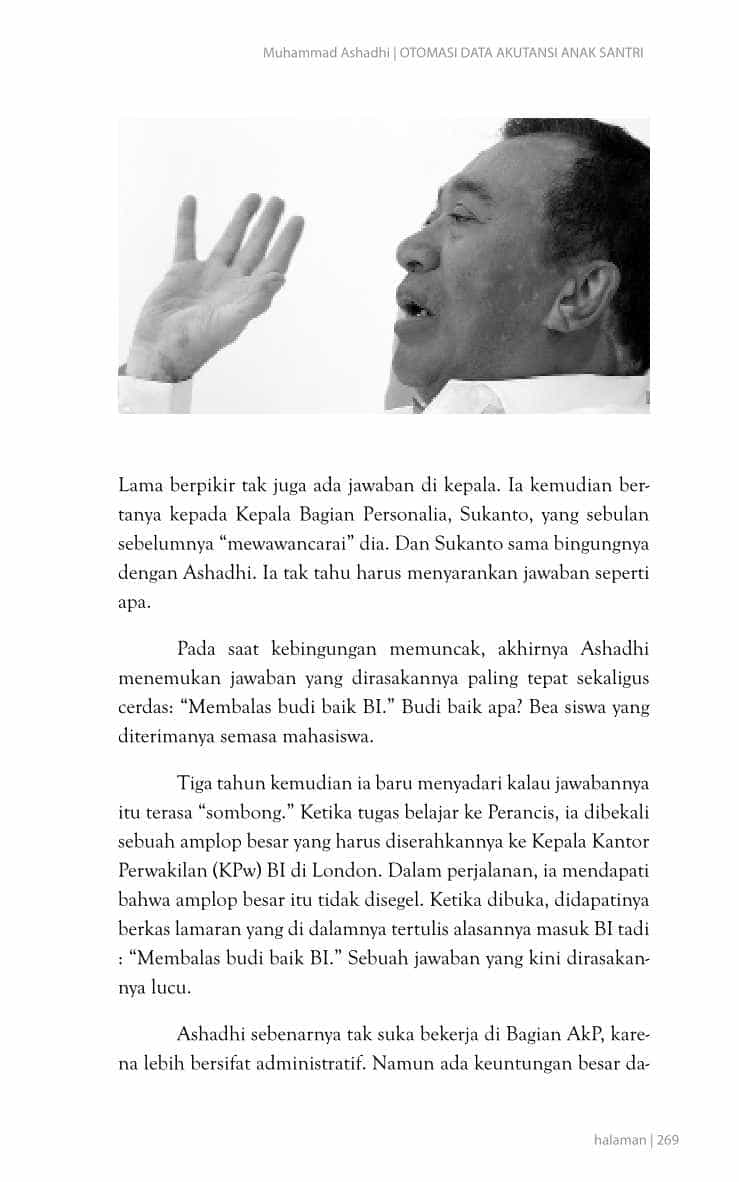 Muhammad Ashadhi | OTOMASI DATA AKUTANSI ANAK SANTRI
Lama berpikir tak juga ada jawaban di kepala. Ia kemudian ber-
tanya kepada Kepala Bagian Personalia, Sukanto, yang sebulan
sebelumnya “mewawancarai” dia. Dan Sukanto sama bingungnya
dengan Ashadhi. Ia tak tahu harus menyarankan jawaban seperti
apa.
Pada saat kebingungan memuncak, akhirnya Ashadhi
menemukan jawaban yang dirasakannya paling tepat sekaligus
cerdas: “Membalas budi baik BI.” Budi baik apa? Bea siswa yang
diterimanya semasa mahasiswa.
Tiga tahun kemudian ia baru menyadari kalau jawabannya
itu terasa “sombong.” Ketika tugas belajar ke Perancis, ia dibekali
sebuah amplop besar yang harus diserahkannya ke Kepala Kantor
Perwakilan (KPw) BI di London. Dalam perjalanan, ia mendapati
bahwa amplop besar itu tidak disegel. Ketika dibuka, didapatinya
berkas lamaran yang di dalamnya tertulis alasannya masuk BI tadi
: “Membalas budi baik BI.” Sebuah jawaban yang kini dirasakan-
nya lucu.
Ashadhi sebenarnya tak suka bekerja di Bagian AkP, kare-
na lebih bersifat administratif. Namun ada keuntungan besar da-
halaman | 269